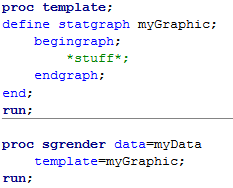 proc template;
define statgraph myGraphic;
begingraph;
*stuff*;
endgraph;
end;
run;
proc sgrender data=myData
template=myGraphic;
run;